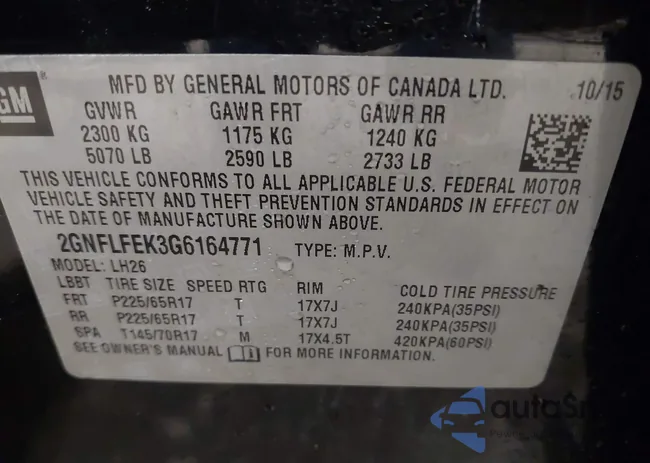 GM
MFD BY GENERAL MOTORS OF CANADA LTD. 10/15
GVWR GAWR FRT GAWR RR
2300 KG 1175 KG 1240 KG
5070 LB 2590 LB 2733 LB
THIS VEHICLE CONFORMS TO ALL APPLICABLE U.S. FEDERAL MOTOR
VEHICLE SAFETY AND THEFT PREVENTION STANDARDS IN EFFECT ON
THE DATE OF MANUFACTURE SHOWN ABOVE.
2GNFLFEK3G6164771 TYPE: M.P.V.
MODEL: LH26
LBBT TIRE SIZE SPEED RTG RIM COLD TIRE PRESSURE
FRT P225/65R17 T 17X7J 240KPA(35PSI)
RR P225/65R17 T 17X7J 240KPA(35PSI)
SPA T145/70R17 M 17X4.5T 420KPA(60PSI)
SEE OWNER'S MANUAL FOR MORE INFORMATION.